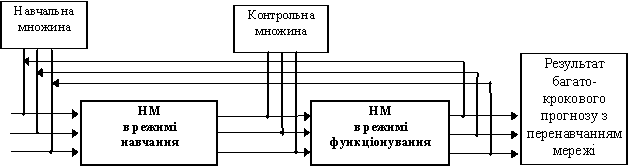 Навчальна
множина
Контрольна
множина
НМ
в режимі
навчання
НМ
в режимі
функціонування
Результат
багато-
крокового
прогнозу з
перенавчанням
мережі